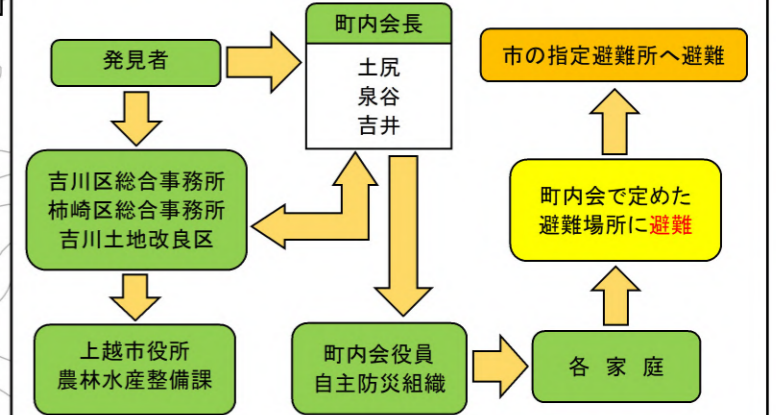 発見者
町内会長
土尻
泉谷
吉井
市の指定避難所へ避難
吉川区総合事務所
柿崎区総合事務所
吉川土地改良区
町内会で定めた
避難場所に避難
上越市役所
農林水産整備課
町内会役員
自主防災組織
各 家 庭